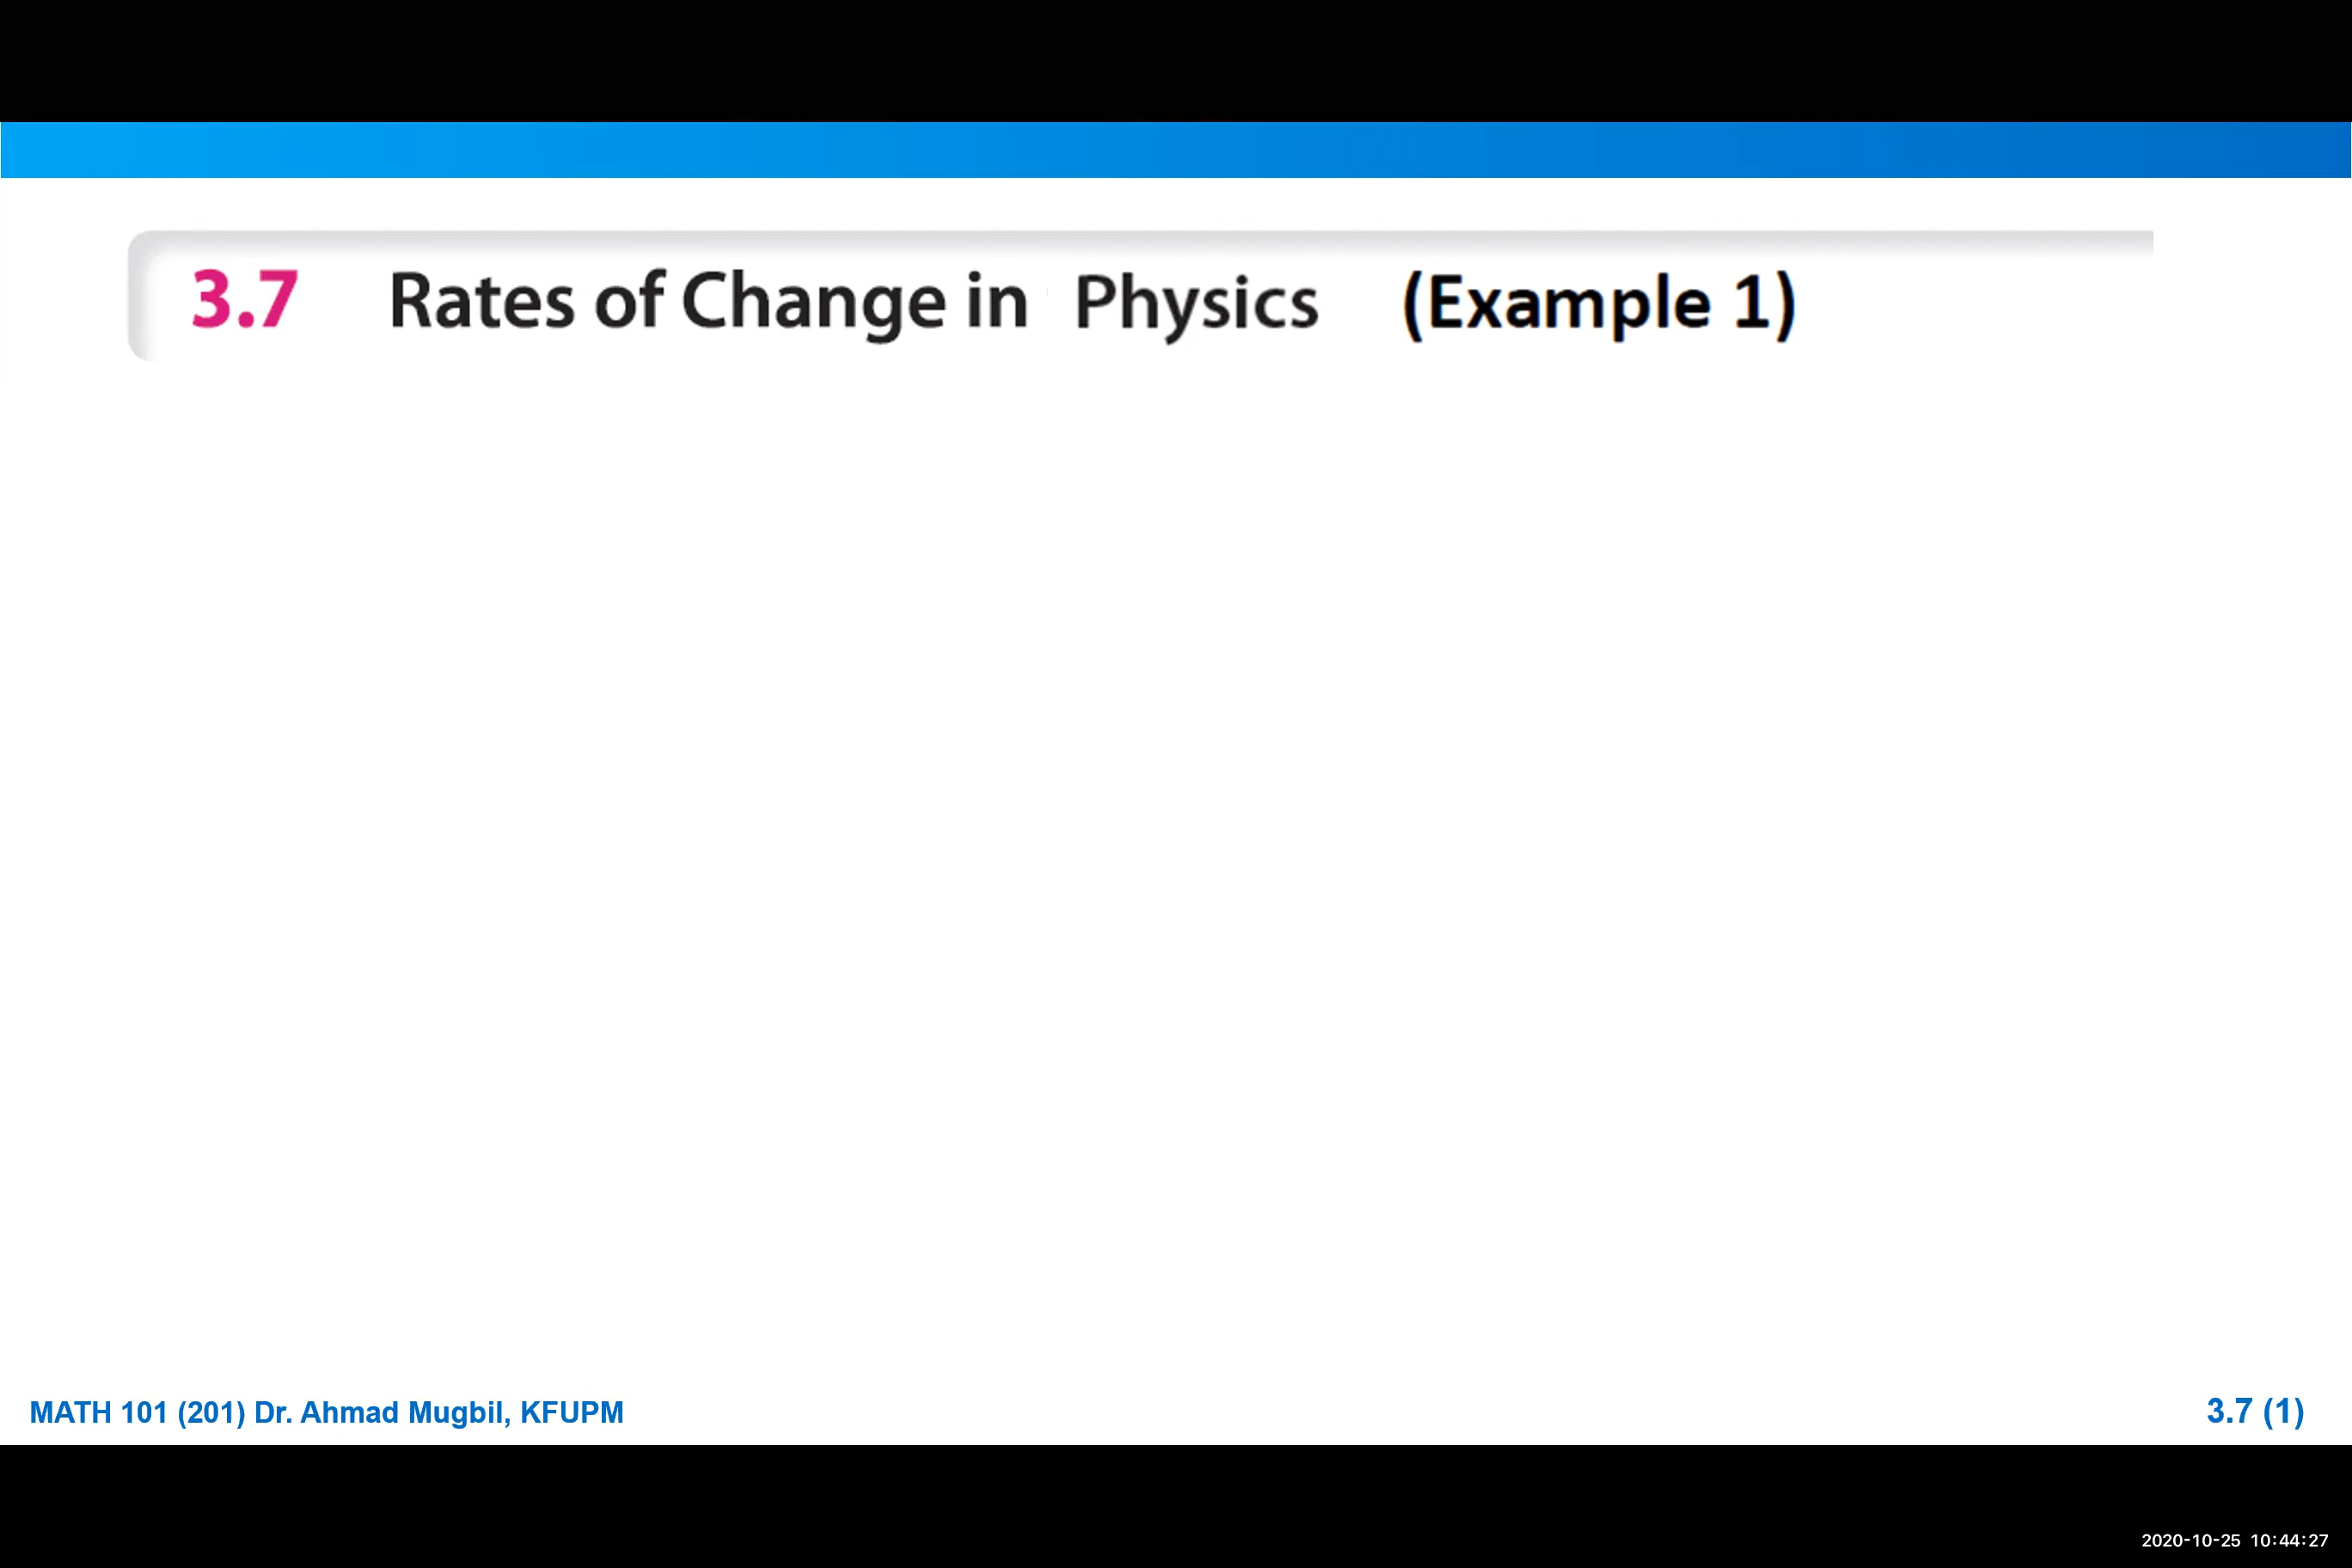 3.7 Rates of Change in Physics (Example 1)
MATH 101 (201) Dr. Ahmad Mugbil, KFUPM
3.7 (1)
2020-10-25 10:44:27